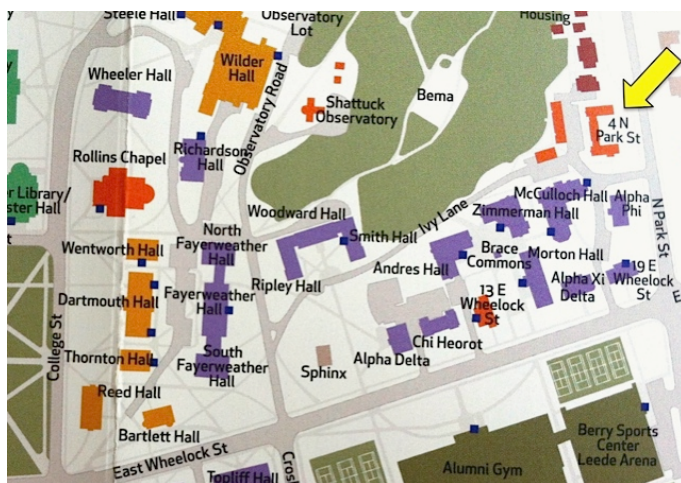 Steele Hall
Observatory
Lot
Housing
Wilder
Hall
Wheeler Hall
Observatory Road
Bema
Shattuck
Observatory
4 N
Park St
Richardson
Hall
Rollins Chapel
McCulloch Hall
Alpha
Phi
Library/
Hall
Woodward Hall
Ivy Lane
Zimmerman Hall
N Park St
North
Fayerweather
Hall
Smith Hall
Wentworth Hall
Brace
Commons
Morton Hall
Andres Hall
Ripley Hall
19 E
Wheelock
St
Dartmouth
Hall
Fayerweather
Hall
13 E
Wheelock
St
Alpha Xi
Delta
College St
Chi Heorot
Alpha Delta
Thornton Hall
South
Fayerweather
Hall
Sphinx
Reed Hall
Bartlett Hall
East Wheelock St
Topliff Hall
Alumni Gym
Berry Sports
Center
Leede Arena